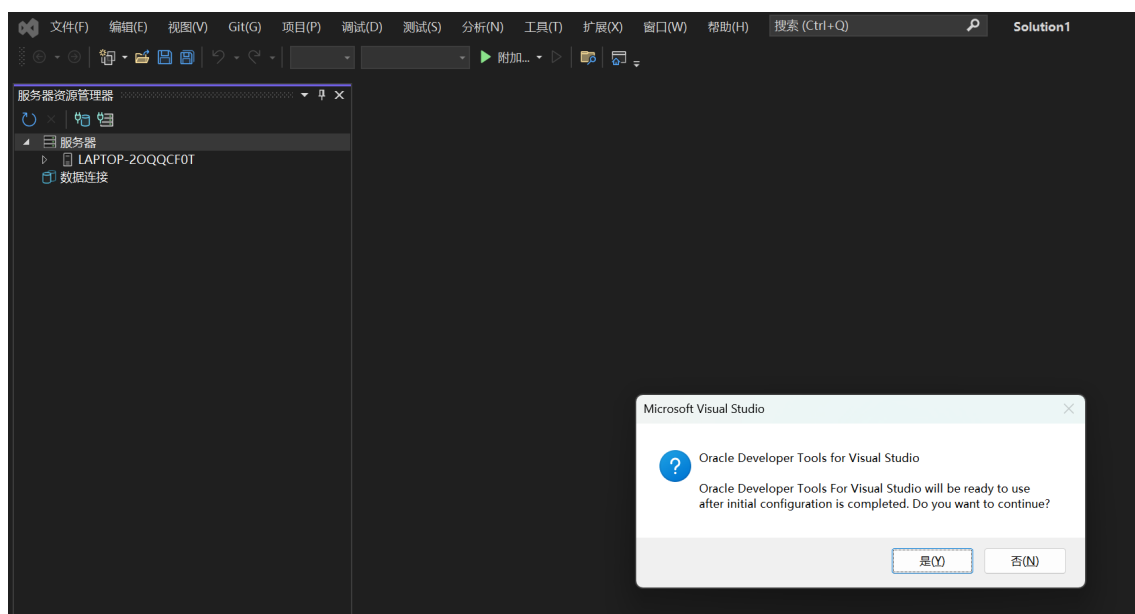 文件(F) 编辑(E) 视图(V) Git(G) 项目(P) 调试(D) 测试(S) 分析(N) 工具(T) 扩展(X) 窗口(W) 帮助(H) 搜索 (Ctrl+Q) Solution1
附加...
服务器资源管理器
服务器
LAPTOP-2OQQCF0T
数据连接
Microsoft Visual Studio
Oracle Developer Tools for Visual Studio
Oracle Developer Tools For Visual Studio will be ready to use
after initial configuration is completed. Do you want to continue?
是(Y) 否(N)